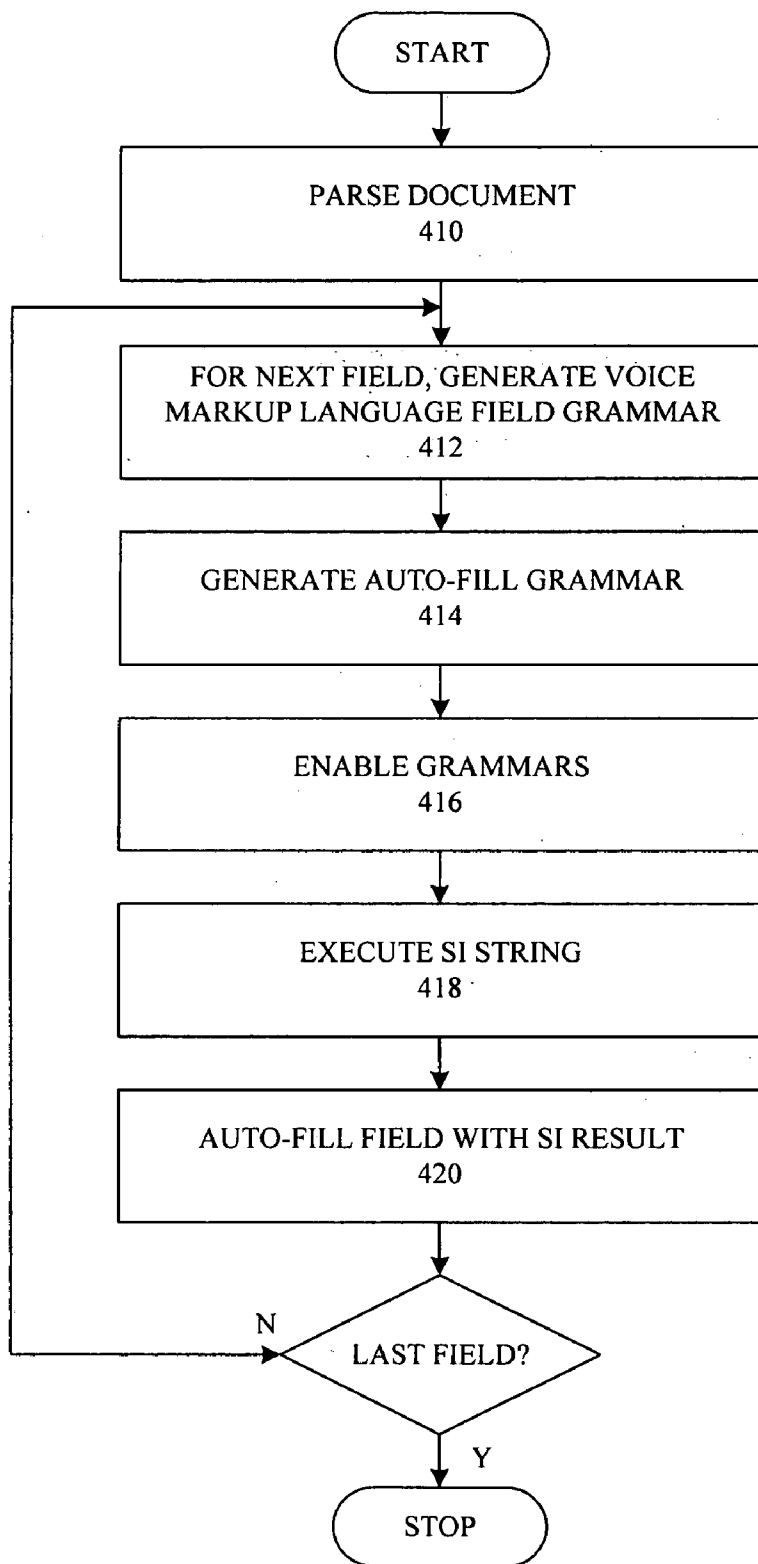 START
PARSE DOCUMENT
410
FOR NEXT FIELD, GENERATE VOICE
MARKUP LANGUAGE FIELD GRAMMAR
412
GENERATE AUTO-FILL GRAMMAR
414
ENABLE GRAMMARS
416
EXECUTE SI STRING
418
AUTO-FILL FIELD WITH SI RESULT
420
N
LAST FIELD?
Y
STOP